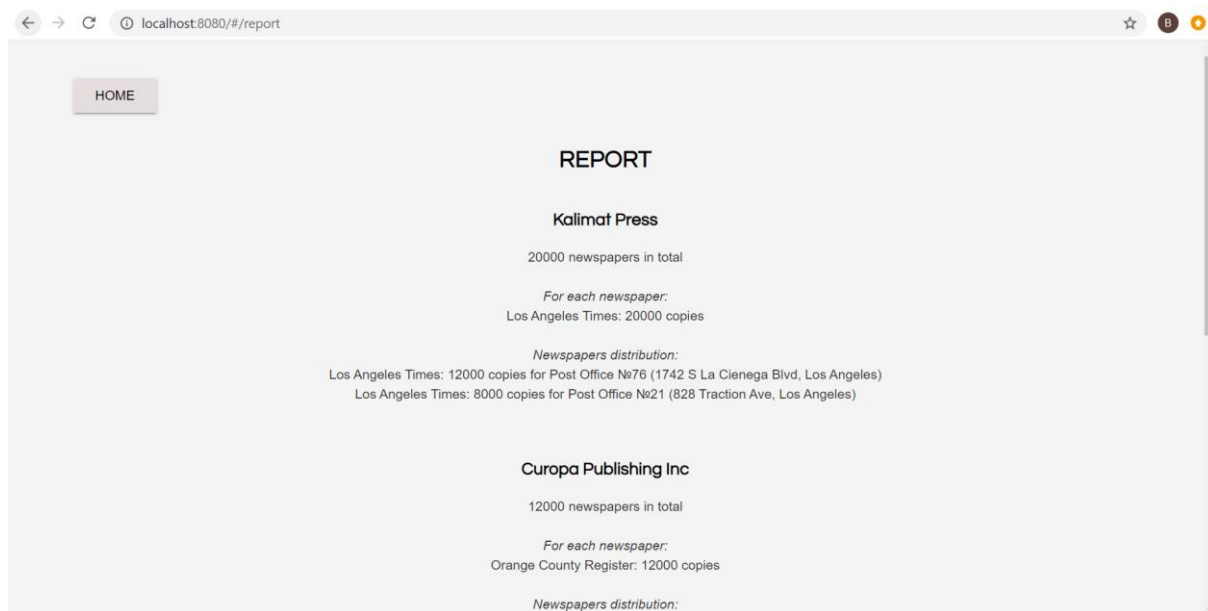 localhost:8080/#/report
B
HOME
REPORT
Kalimat Press
20000 newspapers in total
For each newspaper:
Los Angeles Times: 20000 copies
Newspapers distribution:
Los Angeles Times: 12000 copies for Post Office №76 (1742 S La Cienega Blvd, Los Angeles)
Los Angeles Times: 8000 copies for Post Office №21 (828 Traction Ave, Los Angeles)
Curopa Publishing Inc
12000 newspapers in total
For each newspaper:
Orange County Register: 12000 copies
Newspapers distribution: